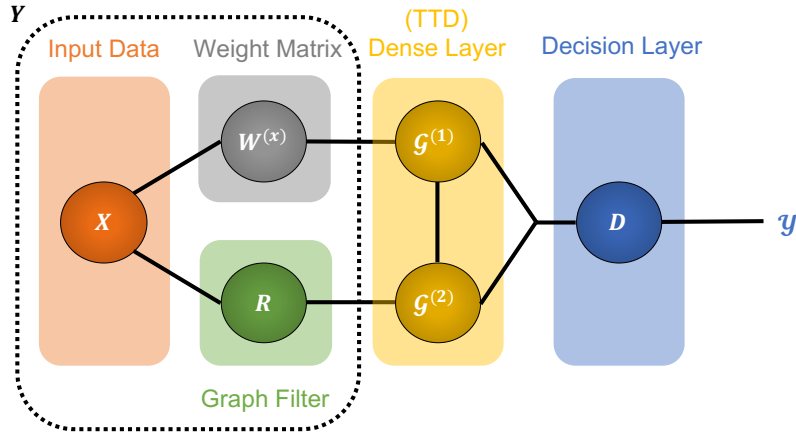 Y
Input Data
Weight Matrix
(TTD)
Dense Layer
Decision Layer
W^(x)
𝒢^(1)
X
D
𝒴
R
𝒢^(2)
Graph Filter